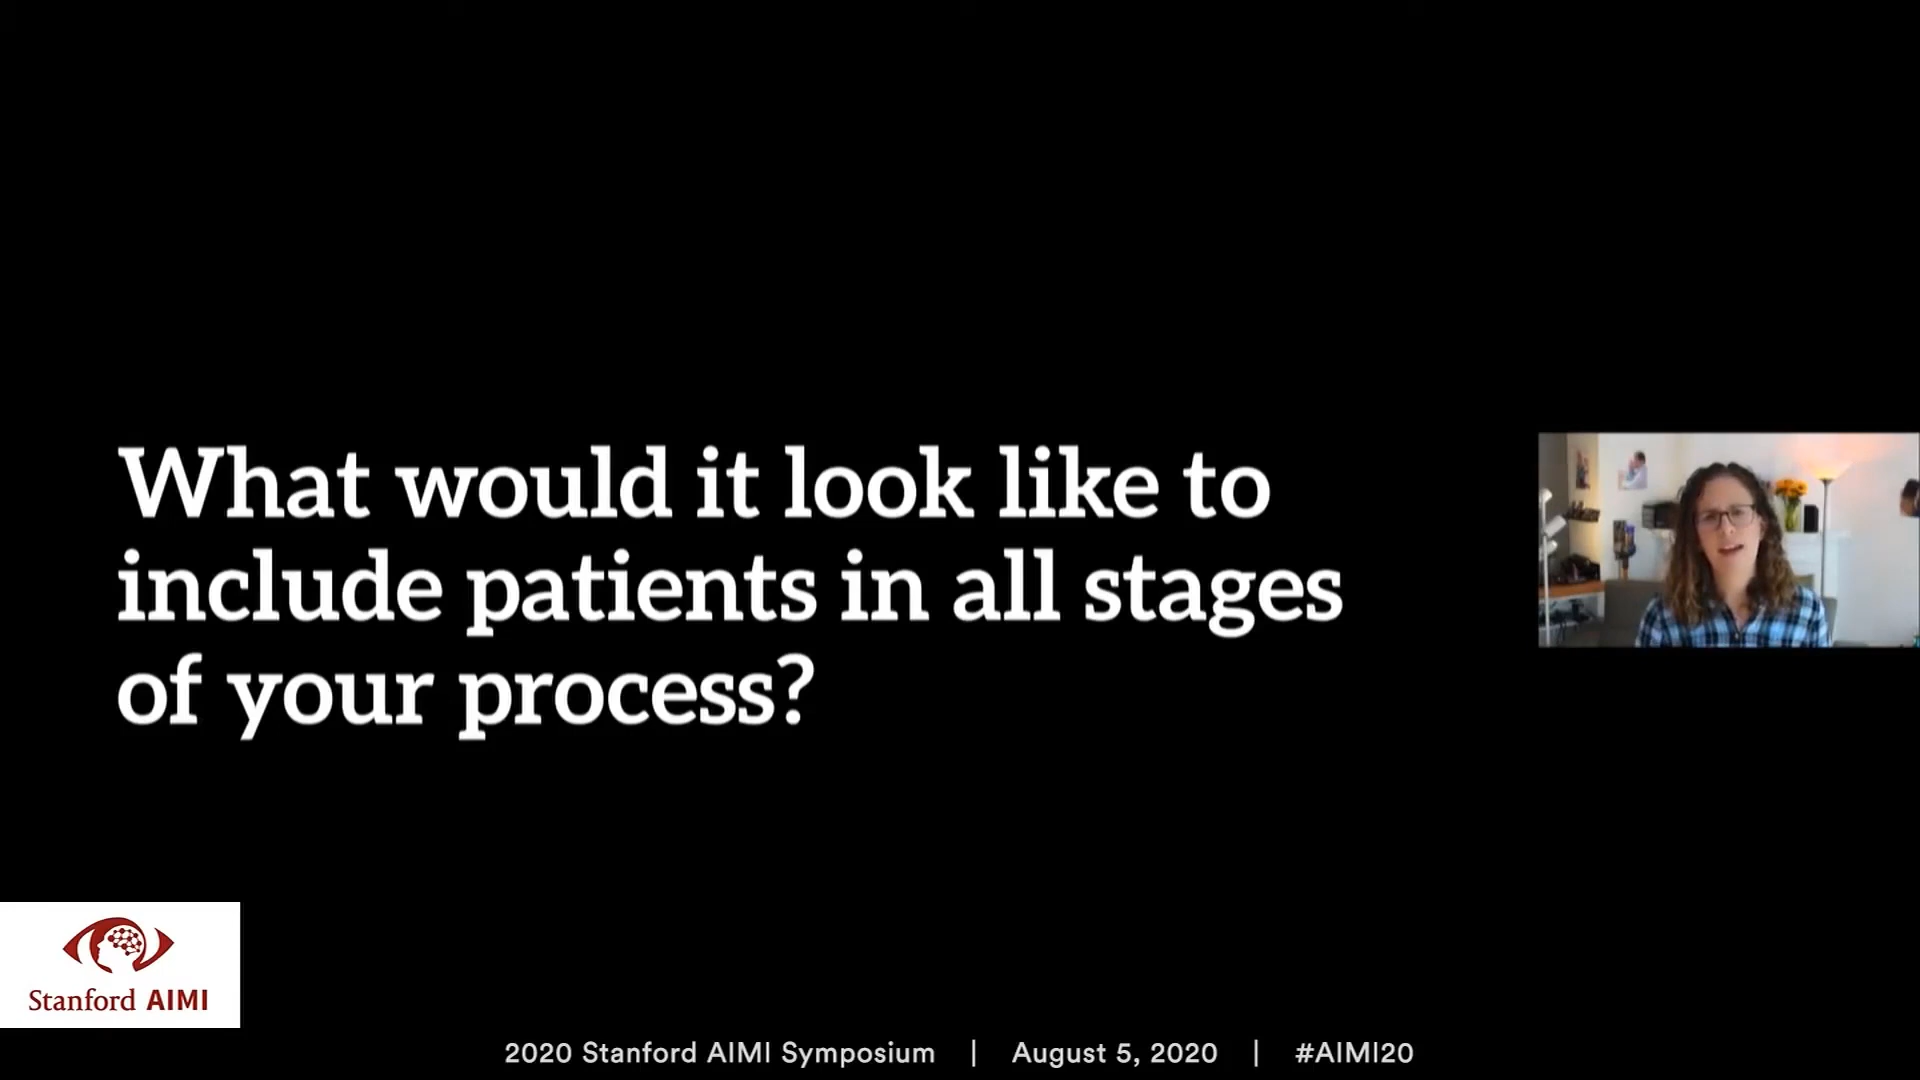 What would it look like to
include patients in all stages
of your process?
Stanford AIMI
2020 Stanford AIMI Symposium | August 5, 2020 | #AIMI20